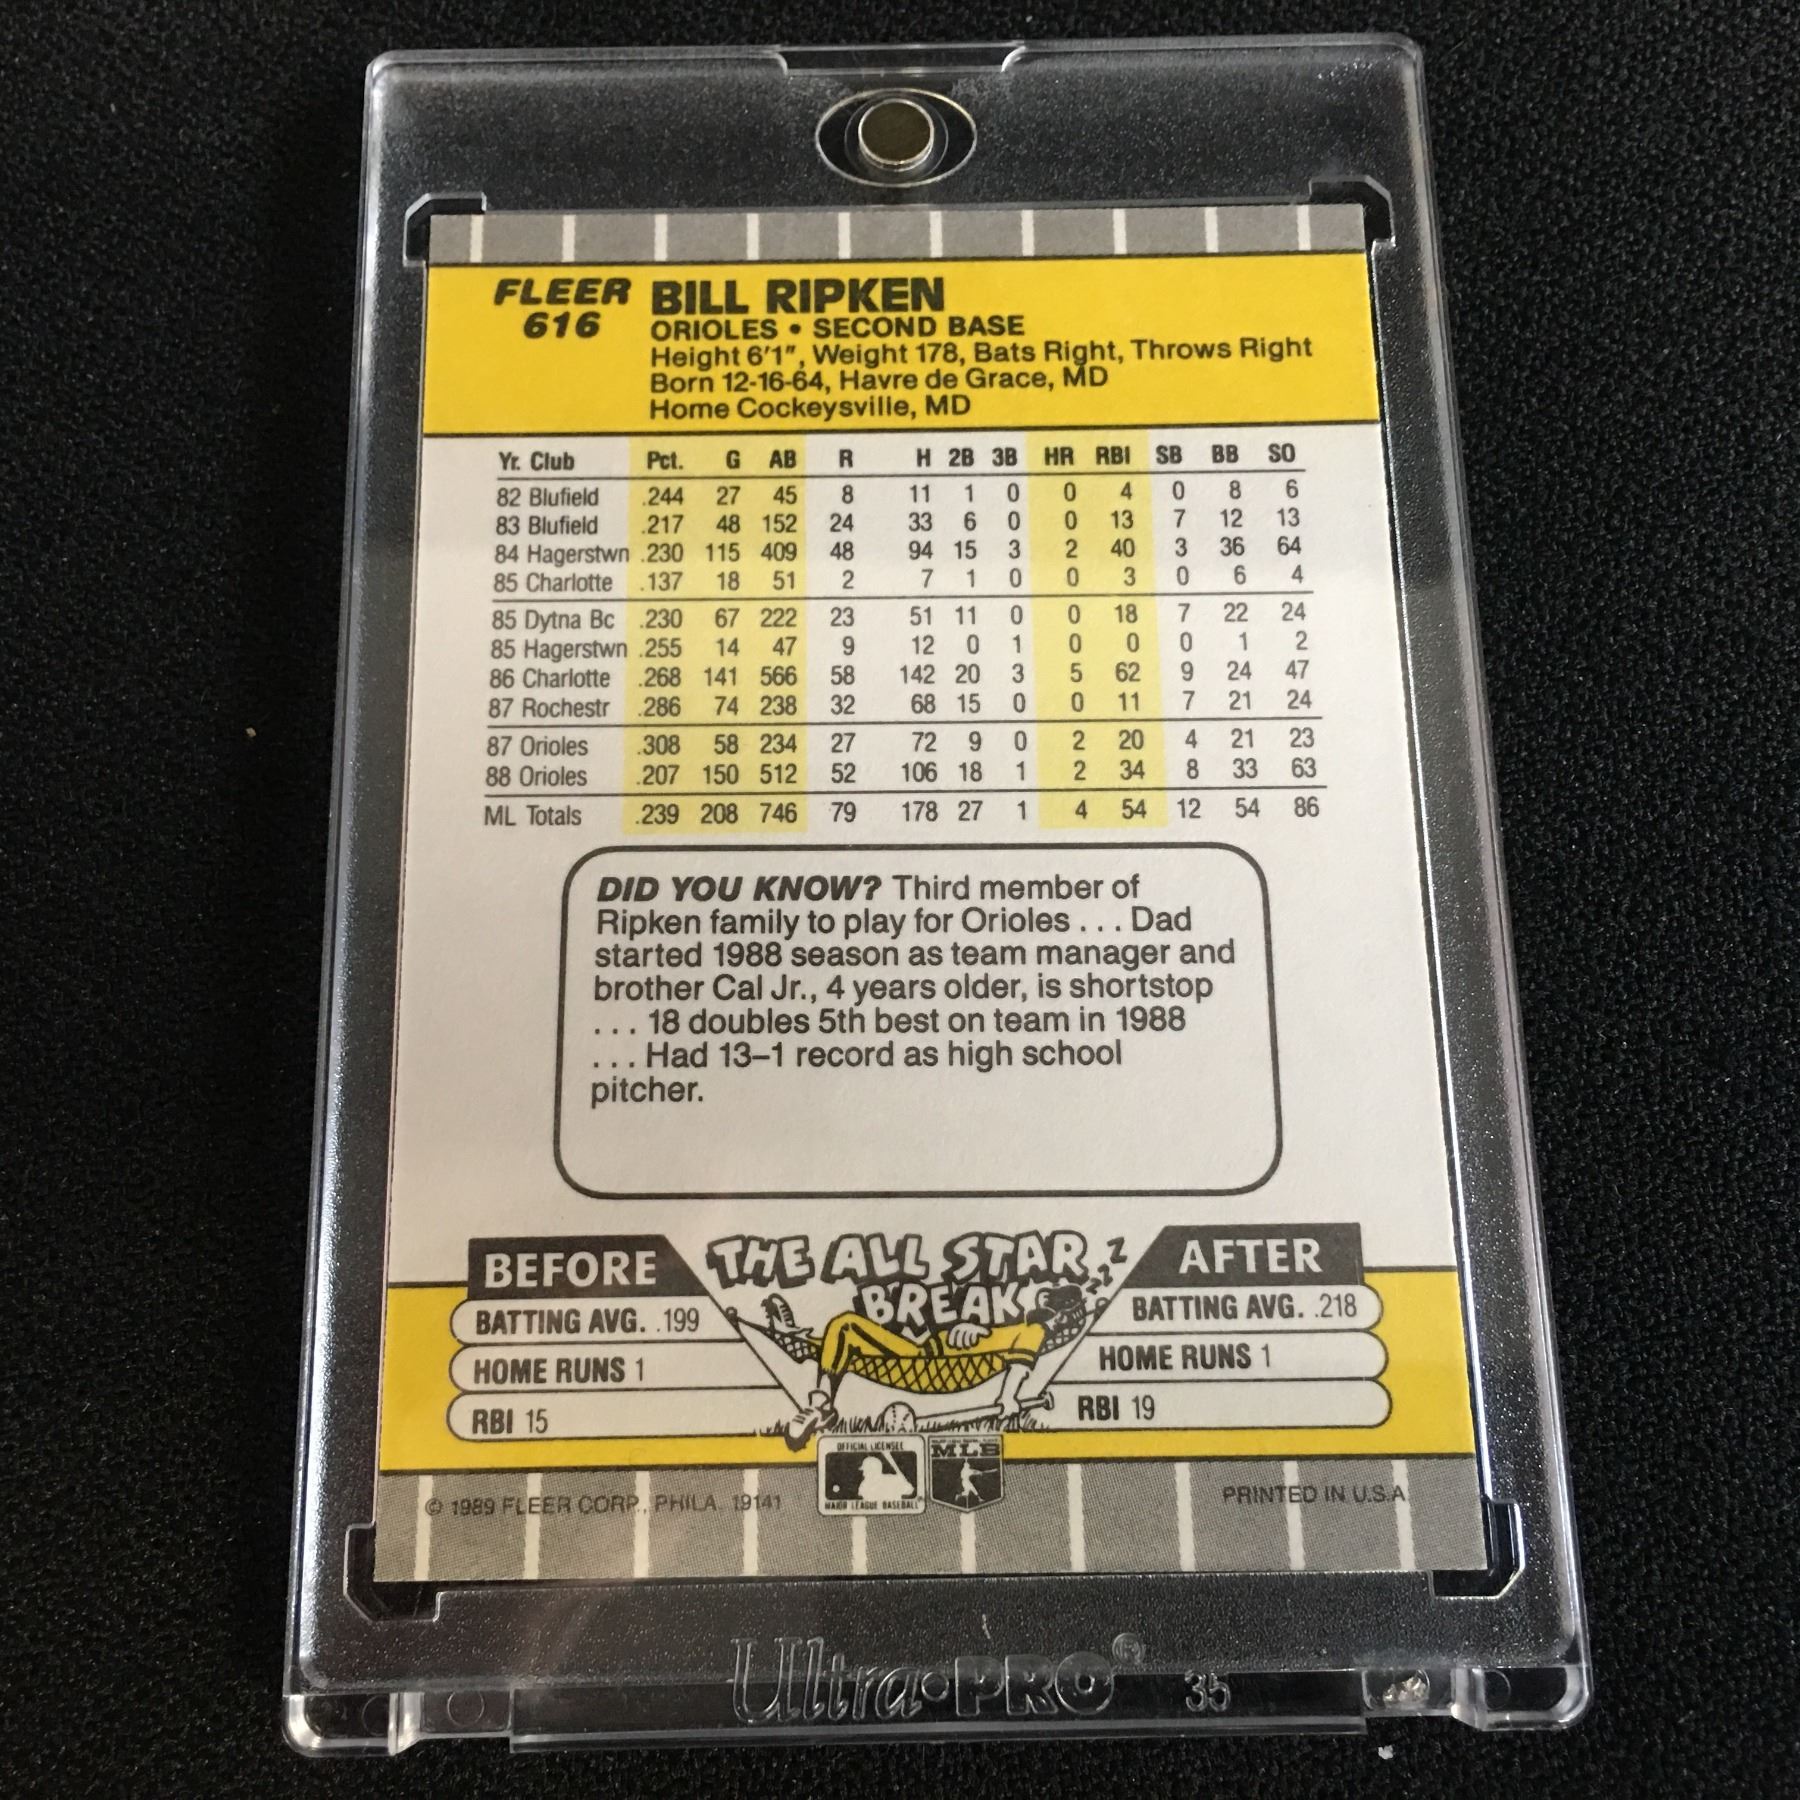 FLEER BILL RIPKEN
616 ORIOLES • SECOND BASE
Height 6'1", Weight 178, Bats Right, Throws Right
Born 12-16-64, Havre de Grace, MD
Home Cockeysville, MD
Yr. Club Pct. G AB R H 2B 3B HR RBI SB BB SO
82 Blufield .244 27 45 8 11 1 0 0 4 0 8 6
83 Blufield .217 48 152 24 33 6 0 0 13 7 12 13
84 Hagerstwn .230 115 409 48 94 15 3 2 40 3 36 64
85 Charlotte .137 18 51 2 7 1 0 0 3 0 6 4
85 Dytna Bc .230 67 222 23 51 11 0 0 18 7 22 24
85 Hagerstwn .255 14 47 9 12 0 1 0 0 0 1 2
86 Charlotte .268 141 566 58 142 20 3 5 62 9 24 47
87 Rochestr .286 74 238 32 68 15 0 0 11 7 21 24
87 Orioles .308 58 234 27 72 9 0 2 20 4 21 23
88 Orioles .207 150 512 52 106 18 1 2 34 8 33 63
ML Totals .239 208 746 79 178 27 1 4 54 12 54 86
DID YOU KNOW? Third member of
Ripken family to play for Orioles . . . Dad
started 1988 season as team manager and
brother Cal Jr., 4 years older, is shortstop
. . . 18 doubles 5th best on team in 1988
. . . Had 13–1 record as high school
pitcher.
BEFORE THE ALL STAR BREAK ZZZZ AFTER
BATTING AVG. .199 BATTING AVG. .218
HOME RUNS 1 HOME RUNS 1
RBI 15 RBI 19
OFFICIAL LICENSEE
MAJOR LEAGUE BASEBALL
MLB
© 1989 FLEER CORP., PHILA. 19141 PRINTED IN U.S.A
Ultra•PRO® 35